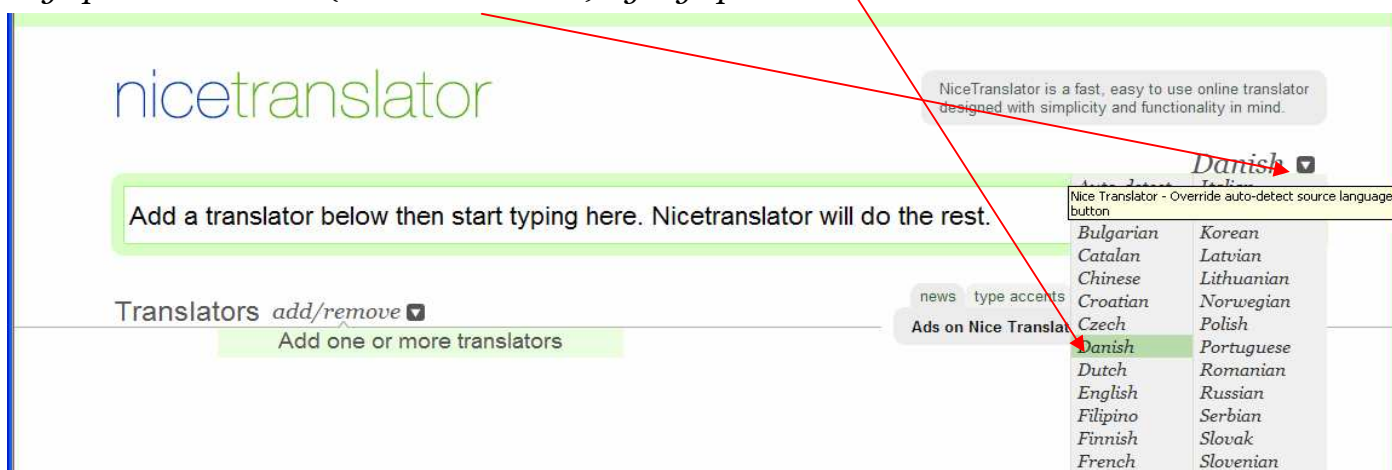 nicetranslator
NiceTranslator is a fast, easy to use online translator
designed with simplicity and functionality in mind.
Danish
Nice Translator - Override auto-detect source language
button
Add a translator below then start typing here. Nicetranslator will do the rest.
Bulgarian Korean
Catalan Latvian
Chinese Lithuanian
Croatian Norwegian
Czech Polish
Danish Portuguese
Dutch Romanian
English Russian
Filipino Serbian
Finnish Slovak
French Slovenian
Translators add/remove
Add one or more translators
news type accents
Ads on Nice Translat